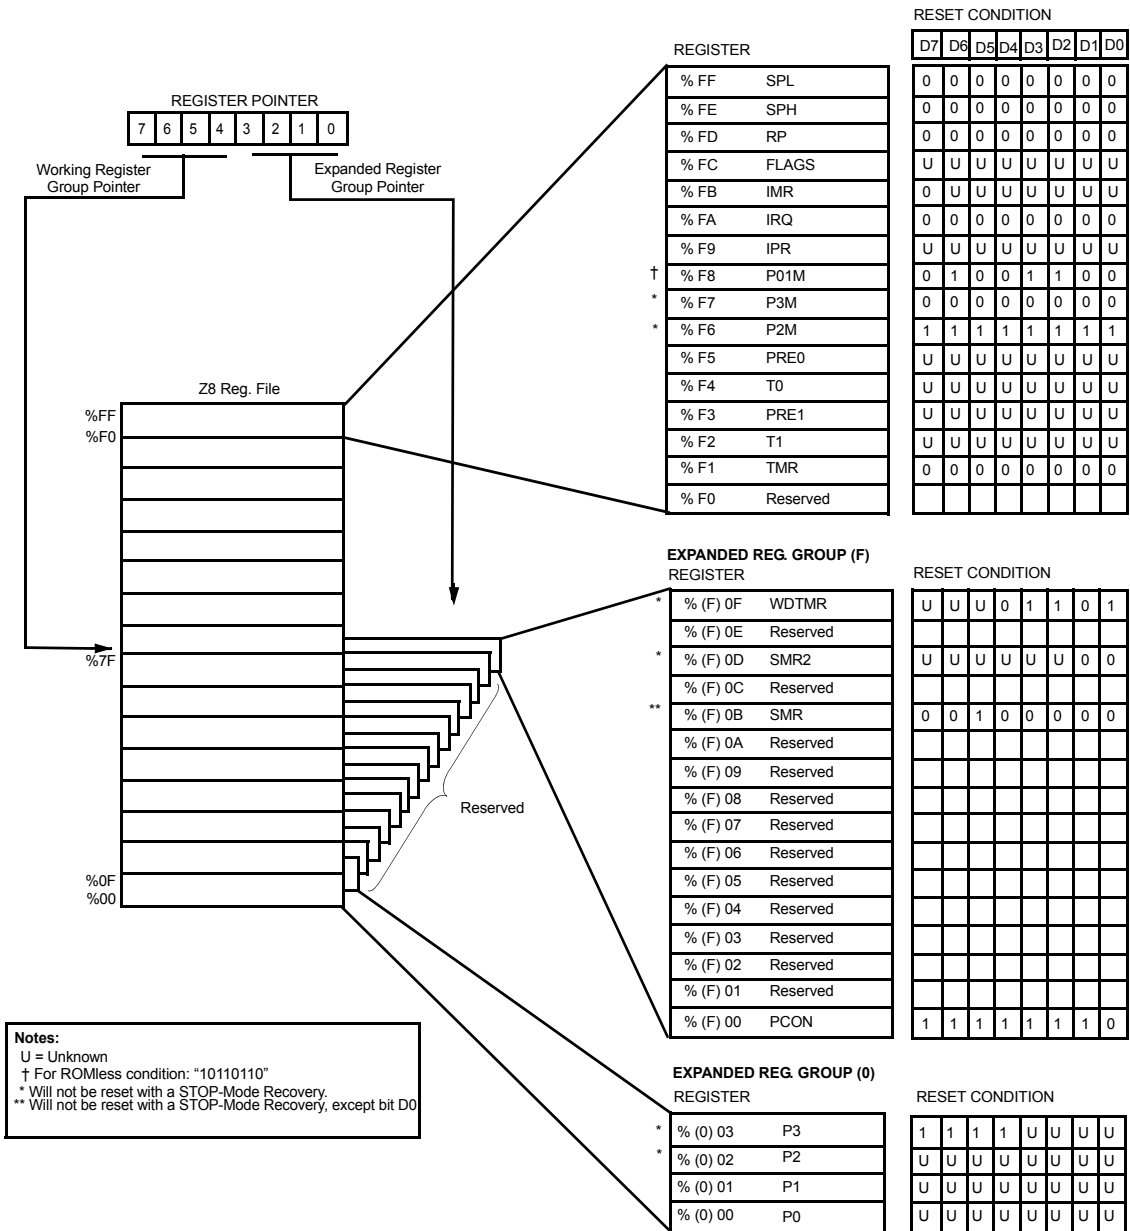 RESET CONDITION
D7 D6 D5 D4 D3 D2 D1 D0
REGISTER
% FF SPL 0 0 0 0 0 0 0 0
% FE SPH 0 0 0 0 0 0 0 0
% FD RP 0 0 0 0 0 0 0 0
% FC FLAGS U U U U U U U U
% FB IMR 0 U U U U U U U
% FA IRQ 0 0 0 0 0 0 0 0
% F9 IPR U U U U U U U U
† % F8 P01M 0 1 0 0 1 1 0 0
* % F7 P3M 0 0 0 0 0 0 0 0
* % F6 P2M 1 1 1 1 1 1 1 1
% F5 PRE0 U U U U U U U U
% F4 T0 U U U U U U U U
% F3 PRE1 U U U U U U U U
% F2 T1 U U U U U U U U
% F1 TMR 0 0 0 0 0 0 0 0
% F0 Reserved
REGISTER POINTER
7 6 5 4 3 2 1 0
Working Register
Group Pointer
Expanded Register
Group Pointer
Z8 Reg. File
%FF
%F0
%7F
%0F
%00
Reserved
EXPANDED REG. GROUP (F)
REGISTER
RESET CONDITION
* % (F) 0F WDTMR U U U 0 1 1 0 1
% (F) 0E Reserved
* % (F) 0D SMR2 U U U U U U 0 0
% (F) 0C Reserved
** % (F) 0B SMR 0 0 1 0 0 0 0 0
% (F) 0A Reserved
% (F) 09 Reserved
% (F) 08 Reserved
% (F) 07 Reserved
% (F) 06 Reserved
% (F) 05 Reserved
% (F) 04 Reserved
% (F) 03 Reserved
% (F) 02 Reserved
% (F) 01 Reserved
% (F) 00 PCON 1 1 1 1 1 1 1 0
Notes:
U = Unknown
† For ROMless condition: “10110110”
* Will not be reset with a STOP-Mode Recovery.
** Will not be reset with a STOP-Mode Recovery, except bit D0
EXPANDED REG. GROUP (0)
REGISTER
RESET CONDITION
* % (0) 03 P3 1 1 1 1 U U U U
* % (0) 02 P2 U U U U U U U U
% (0) 01 P1 U U U U U U U U
% (0) 00 P0 U U U U U U U U